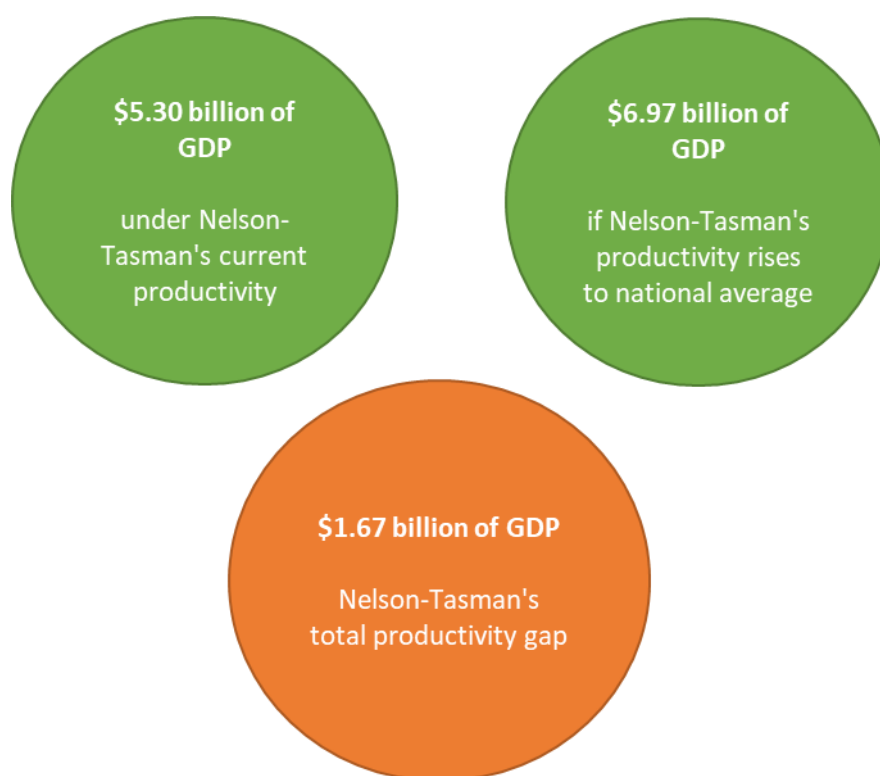 $5.30 billion of
GDP
under Nelson-
Tasman's current
productivity
$6.97 billion of
GDP
if Nelson-Tasman's
productivity rises
to national average
$1.67 billion of GDP
Nelson-Tasman's
total productivity gap